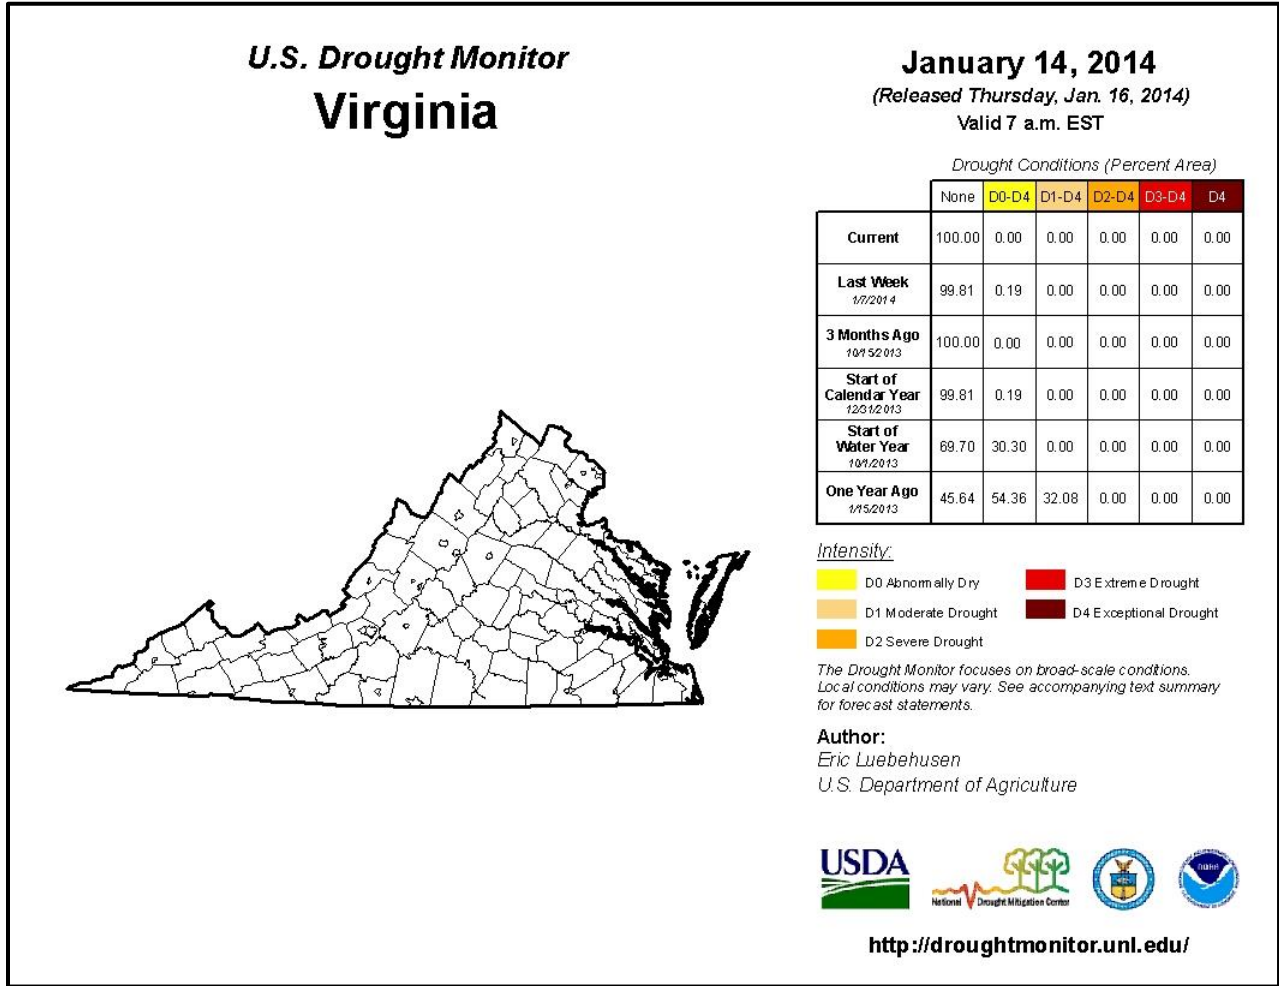 U.S. Drought Monitor
Virginia
January 14, 2014
(Released Thursday, Jan. 16, 2014)
Valid 7 a.m. EST
Drought Conditions (Percent Area)
None D0-D4 D1-D4 D2-D4 D3-D4 D4
Current 100.00 0.00 0.00 0.00 0.00 0.00
Last Week
1/7/2014
99.81 0.19 0.00 0.00 0.00 0.00
3 Months Ago
10/15/2013
100.00 0.00 0.00 0.00 0.00 0.00
Start of
Calendar Year
12/31/2013
99.81 0.19 0.00 0.00 0.00 0.00
Start of
Water Year
10/1/2013
69.70 30.30 0.00 0.00 0.00 0.00
One Year Ago
1/15/2013
45.64 54.36 32.08 0.00 0.00 0.00
Intensity:
D0 Abnormally Dry
D1 Moderate Drought
D2 Severe Drought
D3 Extreme Drought
D4 Exceptional Drought
The Drought Monitor focuses on broad-scale conditions.
Local conditions may vary. See accompanying text summary
for forecast statements.
Author:
Eric Luebehusen
U.S. Department of Agriculture
USDA
National Drought Mitigation Center
NOAA
http://droughtmonitor.unl.edu/